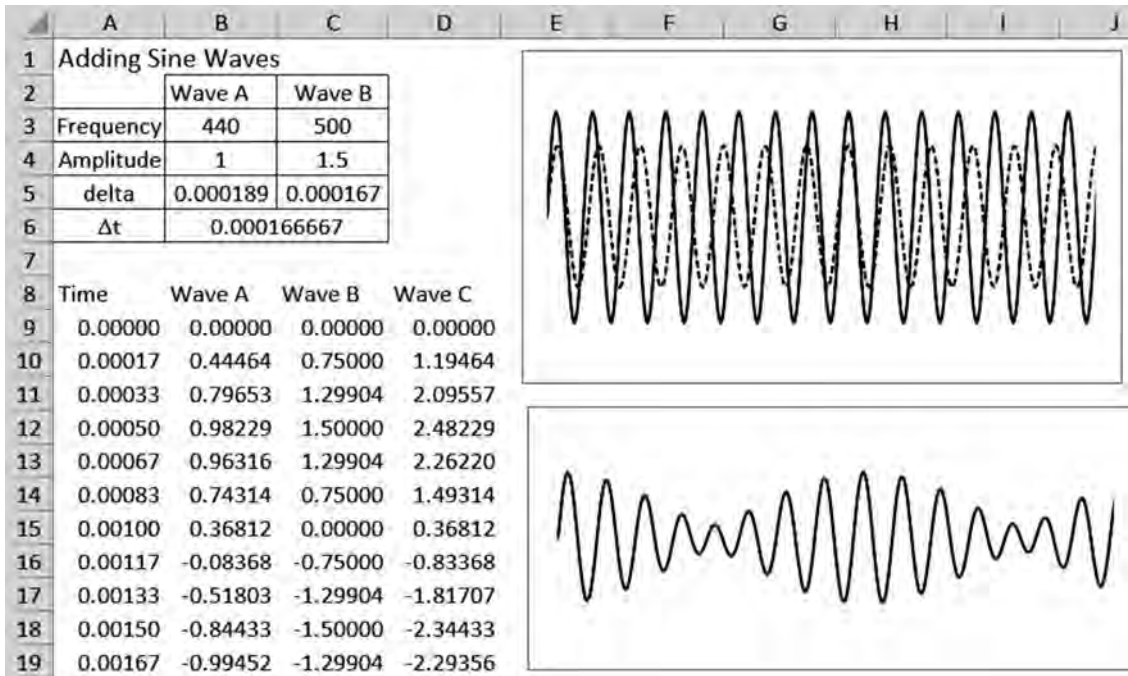 A B C D E F G H I J
1 Adding Sine Waves
2 Wave A Wave B
3 Frequency 440 500
4 Amplitude 1 1.5
5 delta 0.000189 0.000167
6 Δt 0.000166667
7
8 Time Wave A Wave B Wave C
9 0.00000 0.00000 0.00000 0.00000
10 0.00017 0.44464 0.75000 1.19464
11 0.00033 0.79653 1.29904 2.09557
12 0.00050 0.98229 1.50000 2.48229
13 0.00067 0.96316 1.29904 2.26220
14 0.00083 0.74314 0.75000 1.49314
15 0.00100 0.36812 0.00000 0.36812
16 0.00117 -0.08368 -0.75000 -0.83368
17 0.00133 -0.51803 -1.29904 -1.81707
18 0.00150 -0.84433 -1.50000 -2.34433
19 0.00167 -0.99452 -1.29904 -2.29356